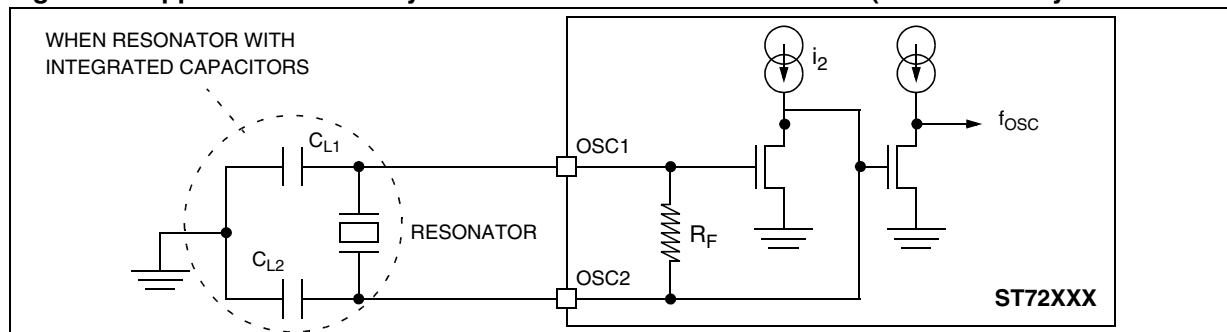 WHEN RESONATOR WITH
INTEGRATED CAPACITORS
i2
fOSC
CL1
OSC1
RESONATOR
RF
CL2
OSC2
ST72XXX